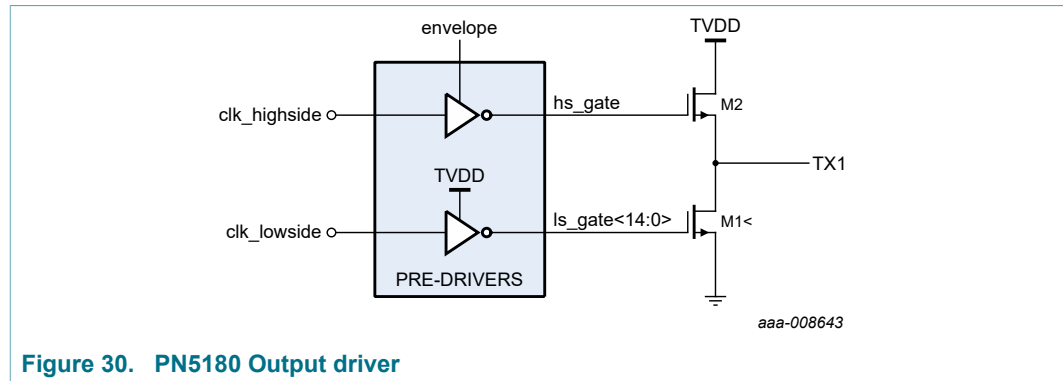 envelope
TVDD
clk_highside
hs_gate
M2
TX1
TVDD
clk_lowside
ls_gate<14:0>
M1<
PRE-DRIVERS
aaa-008643
Figure 30. PN5180 Output driver